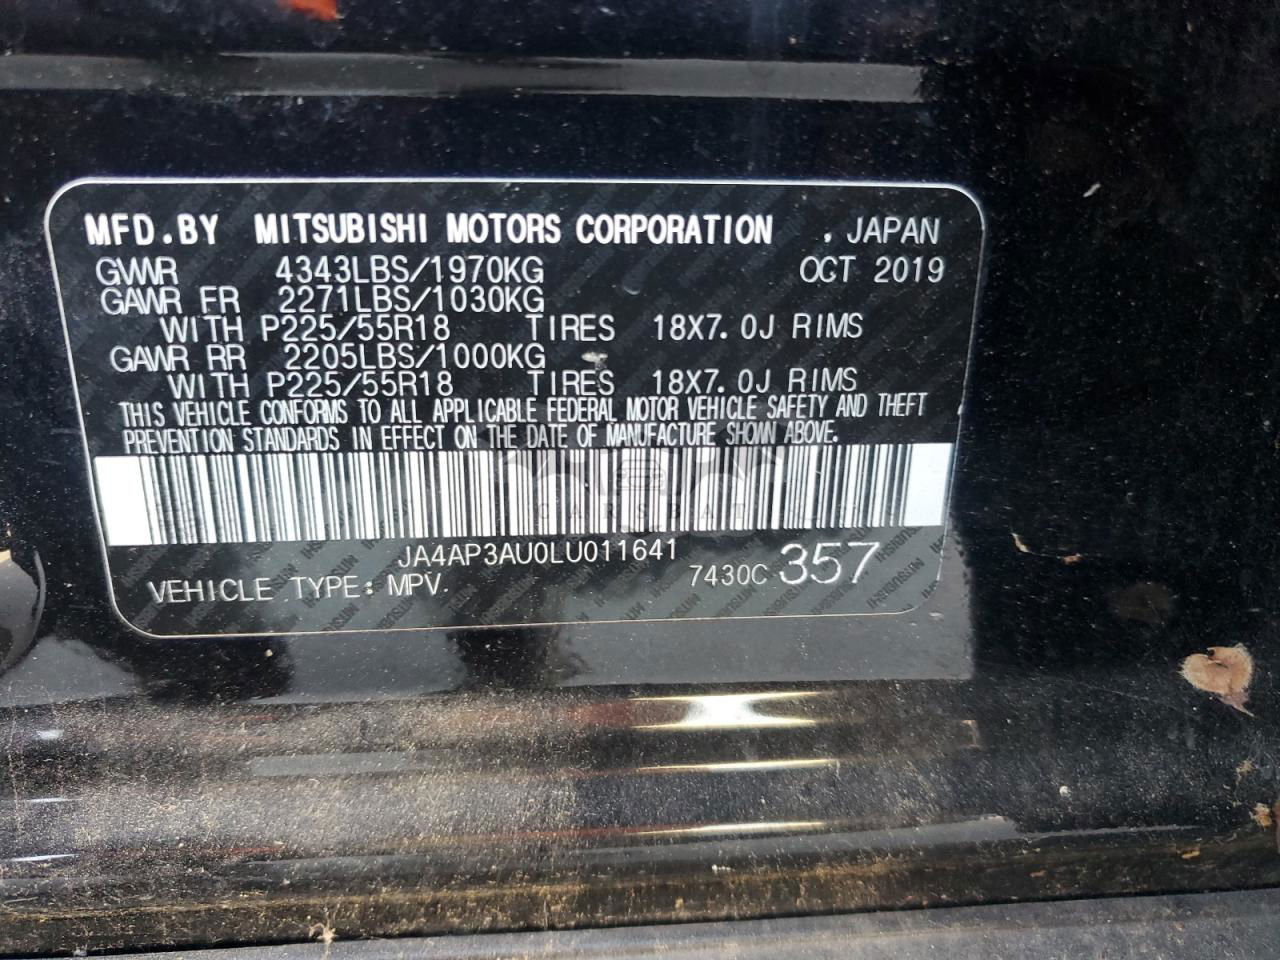 MFD.BY MITSUBISHI MOTORS CORPORATION . JAPAN
GVWR 4343LBS/1970KG OCT 2019
GAWR FR 2271LBS/1030KG
WITH P225/55R18 TIRES 18X7.0J RIMS
GAWR RR 2205LBS/1000KG
WITH P225/55R18 TIRES 18X7.0J RIMS
THIS VEHICLE CONFORMS TO ALL APPLICABLE FEDERAL MOTOR VEHICLE SAFETY AND THEFT
PREVENTION STANDARDS IN EFFECT ON THE DATE OF MANUFACTURE SHOWN ABOVE.
JA4AP3AU0LU011641
VEHICLE TYPE: MPV. 7430C 357